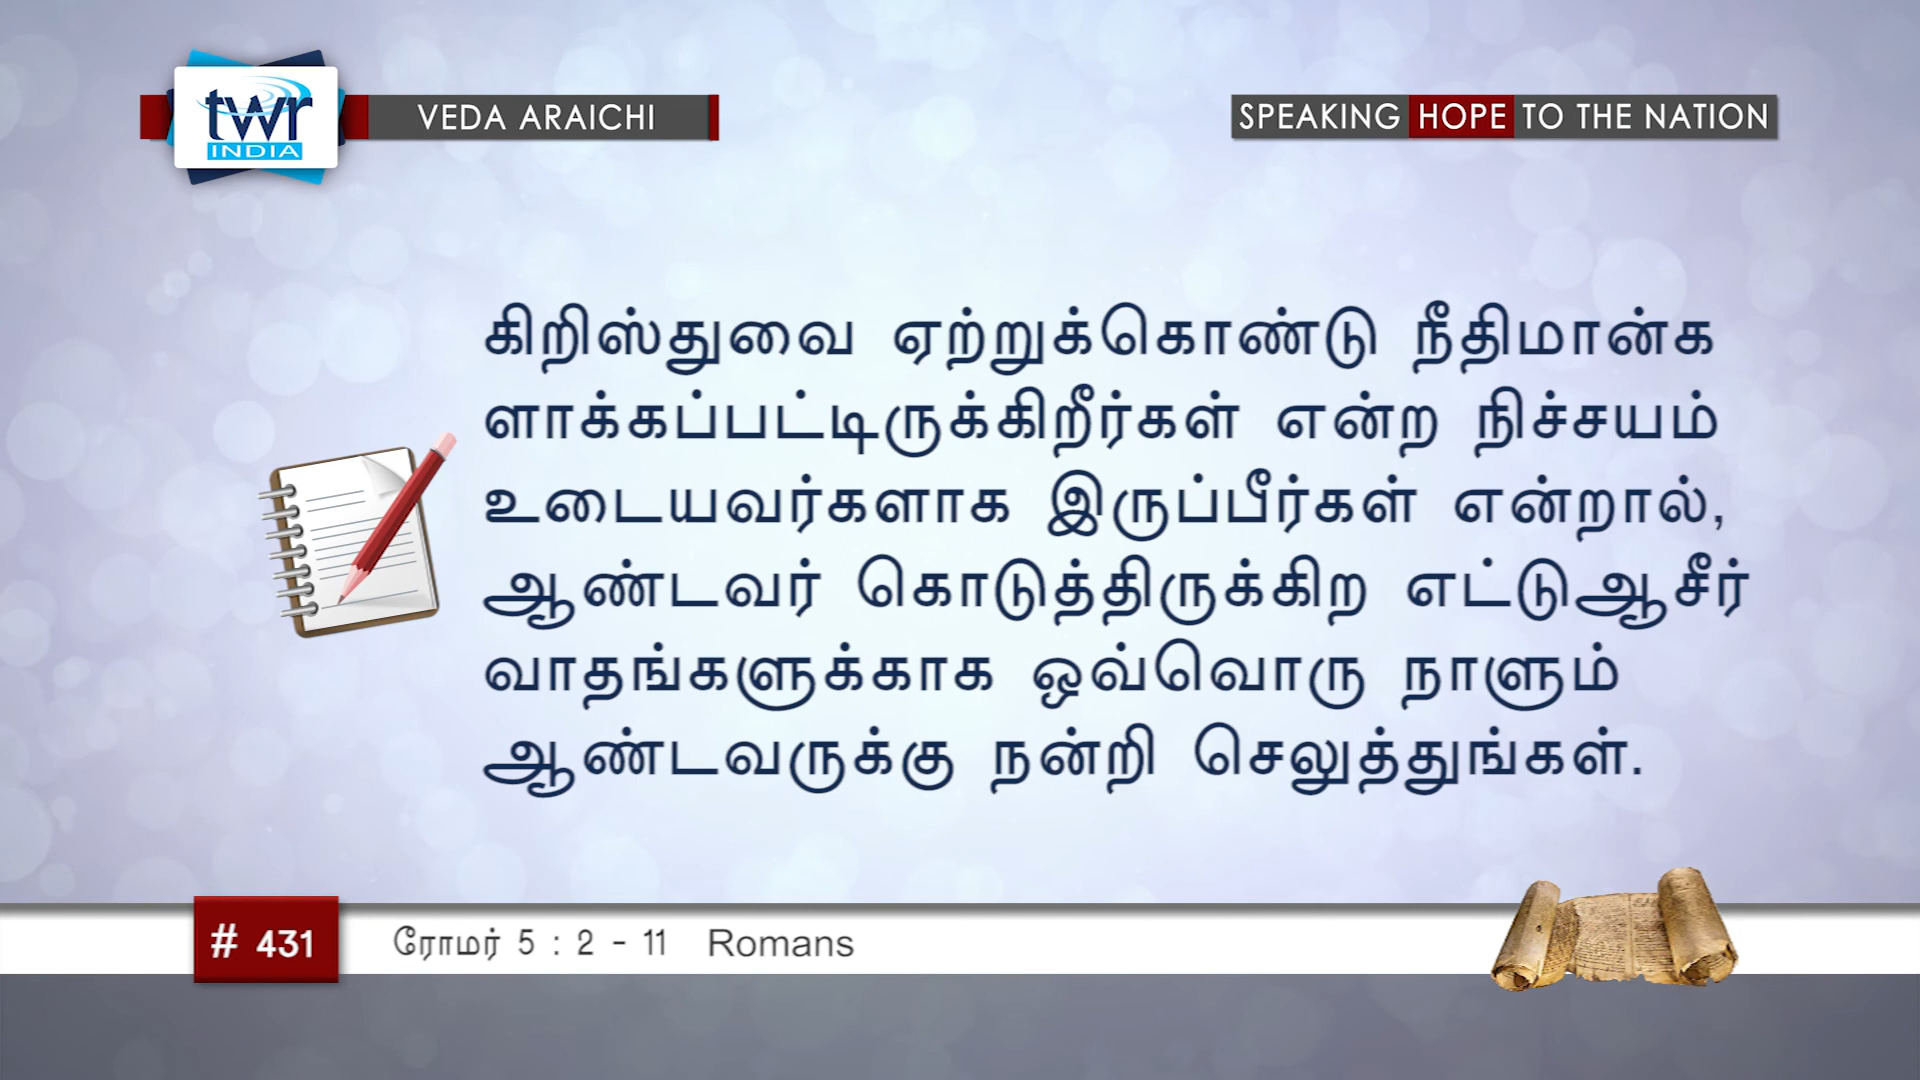 twr
INDIA
VEDA ARAICHI
SPEAKING HOPE TO THE NATION
கிறிஸ்துவை ஏற்றுக்கொண்டு நீதிமான்க
ளாக்கப்பட்டிருக்கிறீர்கள் என்ற நிச்சயம்
உடையவர்களாக இருப்பீர்கள் என்றால்,
ஆண்டவர் கொடுத்திருக்கிற எட்டுஆசீர்
வாதங்களுக்காக ஒவ்வொரு நாளும்
ஆண்டவருக்கு நன்றி செலுத்துங்கள்.
# 431
ரோமர் 5 : 2 - 11 Romans